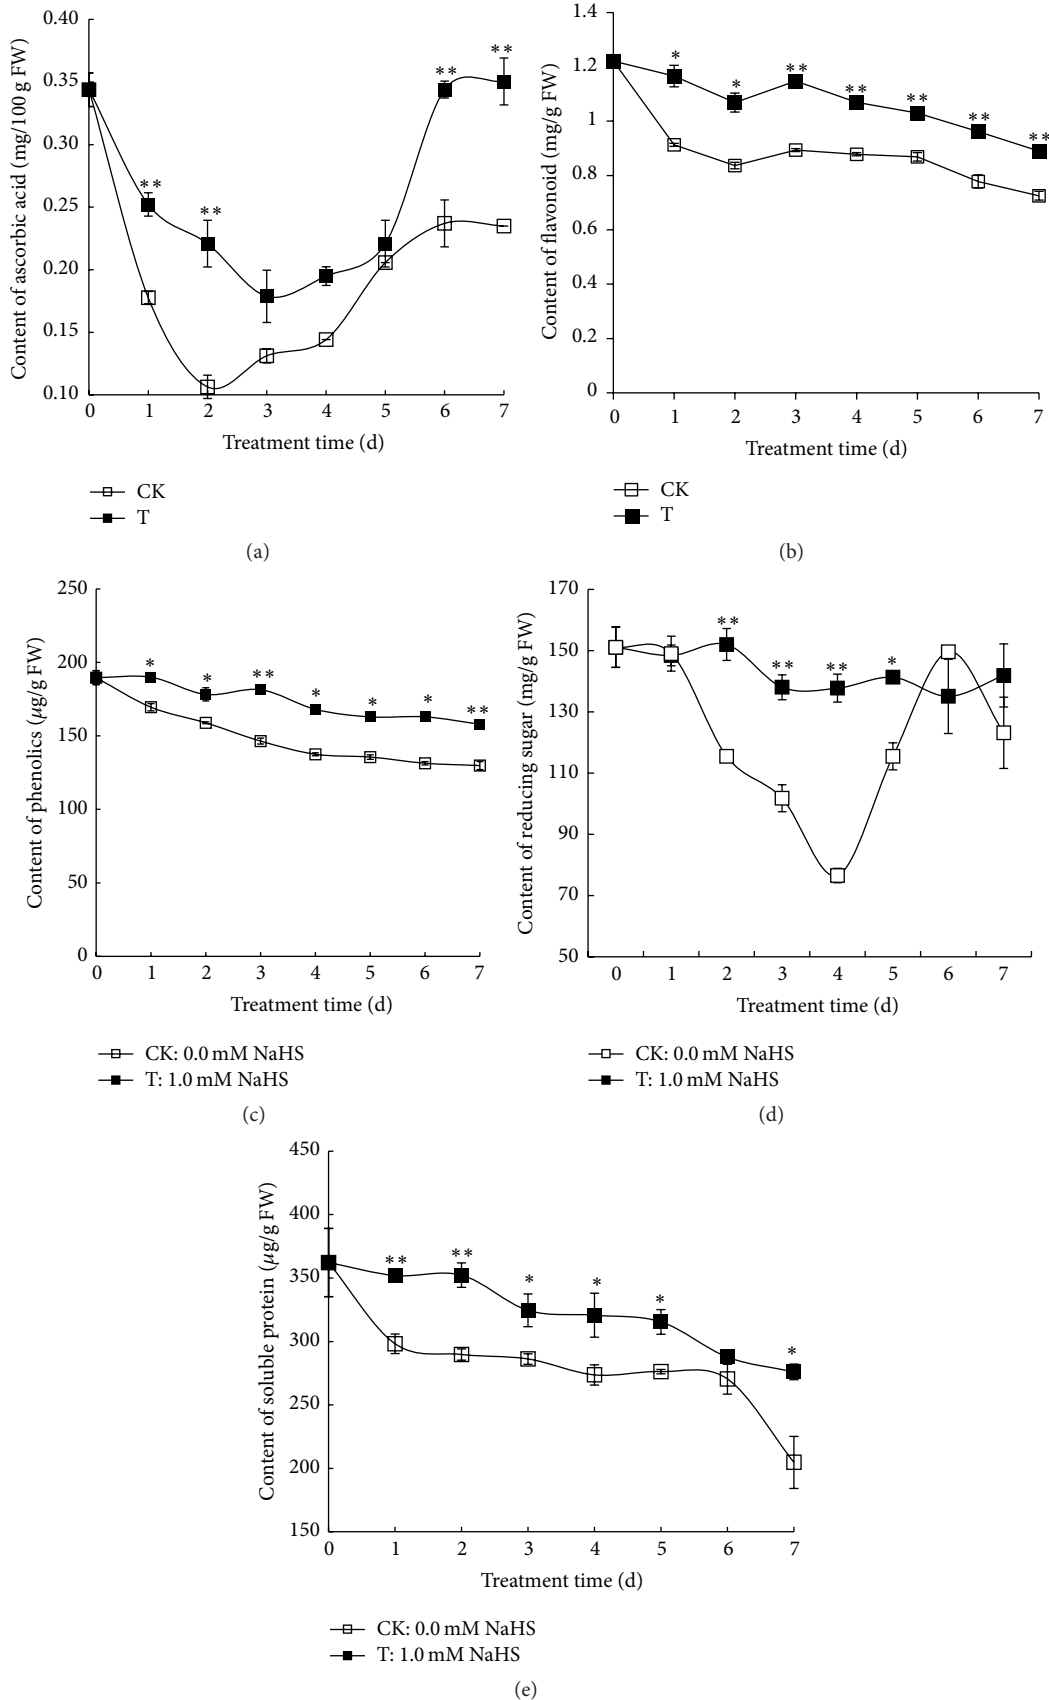 Content of ascorbic acid (mg/100 g FW)
0.40
0.35
0.30
0.25
0.20
0.15
0.10
** ** ** **
0 1 2 3 4 5 6 7
Treatment time (d)
CK
T
(a)
Content of flavonoid (mg/g FW)
1.4
1.2
1
0.8
0.6
0.4
0.2
0
* * ** ** ** ** **
0 1 2 3 4 5 6 7
Treatment time (d)
CK
T
(b)
Content of phenolics (μg/g FW)
250
200
150
100
50
0
* * ** * * * **
0 1 2 3 4 5 6 7
Treatment time (d)
CK: 0.0 mM NaHS
T: 1.0 mM NaHS
(c)
Content of reducing sugar (mg/g FW)
170
150
130
110
90
70
50
** ** ** *
0 1 2 3 4 5 6 7
Treatment time (d)
CK: 0.0 mM NaHS
T: 1.0 mM NaHS
(d)
Content of soluble protein (μg/g FW)
450
400
350
300
250
200
150
** ** * * * *
0 1 2 3 4 5 6 7
Treatment time (d)
CK: 0.0 mM NaHS
T: 1.0 mM NaHS
(e)